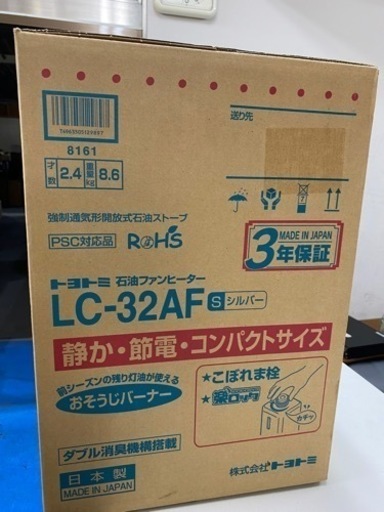 8161
送り先
才数 2.4 重量kg 8.6
強制通気形開放式石油ストーブ
PSC対応品 RoHS
MADE IN JAPAN
3年保証
トヨトミ 石油ファンヒーター
LC-32AF S シルバー
静か・節電・コンパクトサイズ
前シーズンの残り灯油が使える
おそうじバーナー
★こぼれま栓
★楽ロック
カチッ
ダブル消臭機構搭載
日本製
MADE IN JAPAN
株式会社トヨトミ